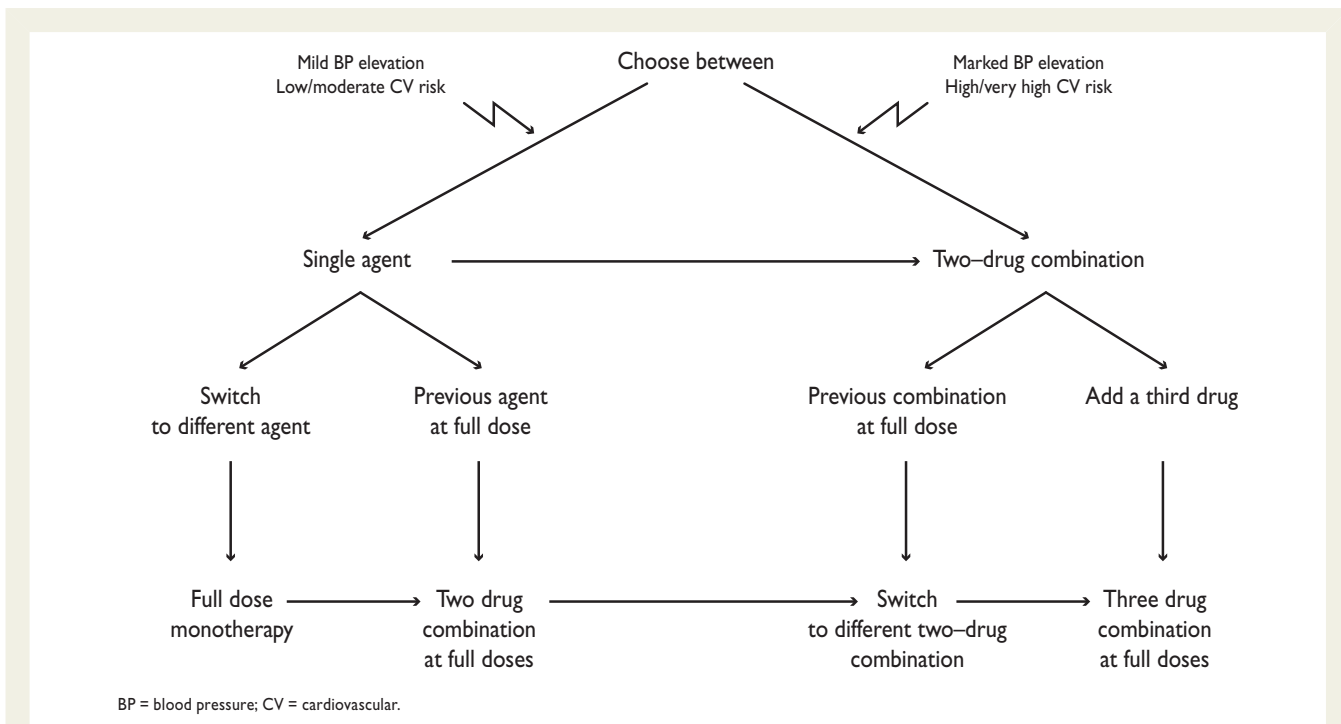 Mild BP elevation
Low/moderate CV risk
Choose between
Marked BP elevation
High/very high CV risk
Single agent
Two–drug combination
Switch
to different agent
Previous agent
at full dose
Previous combination
at full dose
Add a third drug
Full dose
monotherapy
Two drug
combination
at full doses
Switch
to different two–drug
combination
Three drug
combination
at full doses
BP = blood pressure; CV = cardiovascular.